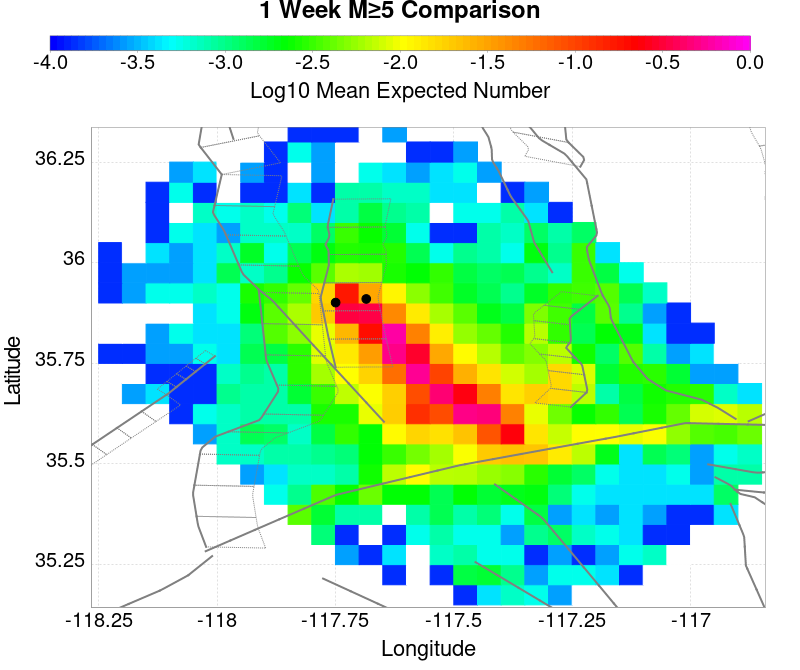 1 Week M≥5 Comparison
-4.0 -3.5 -3.0 -2.5 -2.0 -1.5 -1.0 -0.5 0.0
Log10 Mean Expected Number
36.25
36
35.75
35.5
35.25
Latitude
-118.25 -118 -117.75 -117.5 -117.25 -117
Longitude